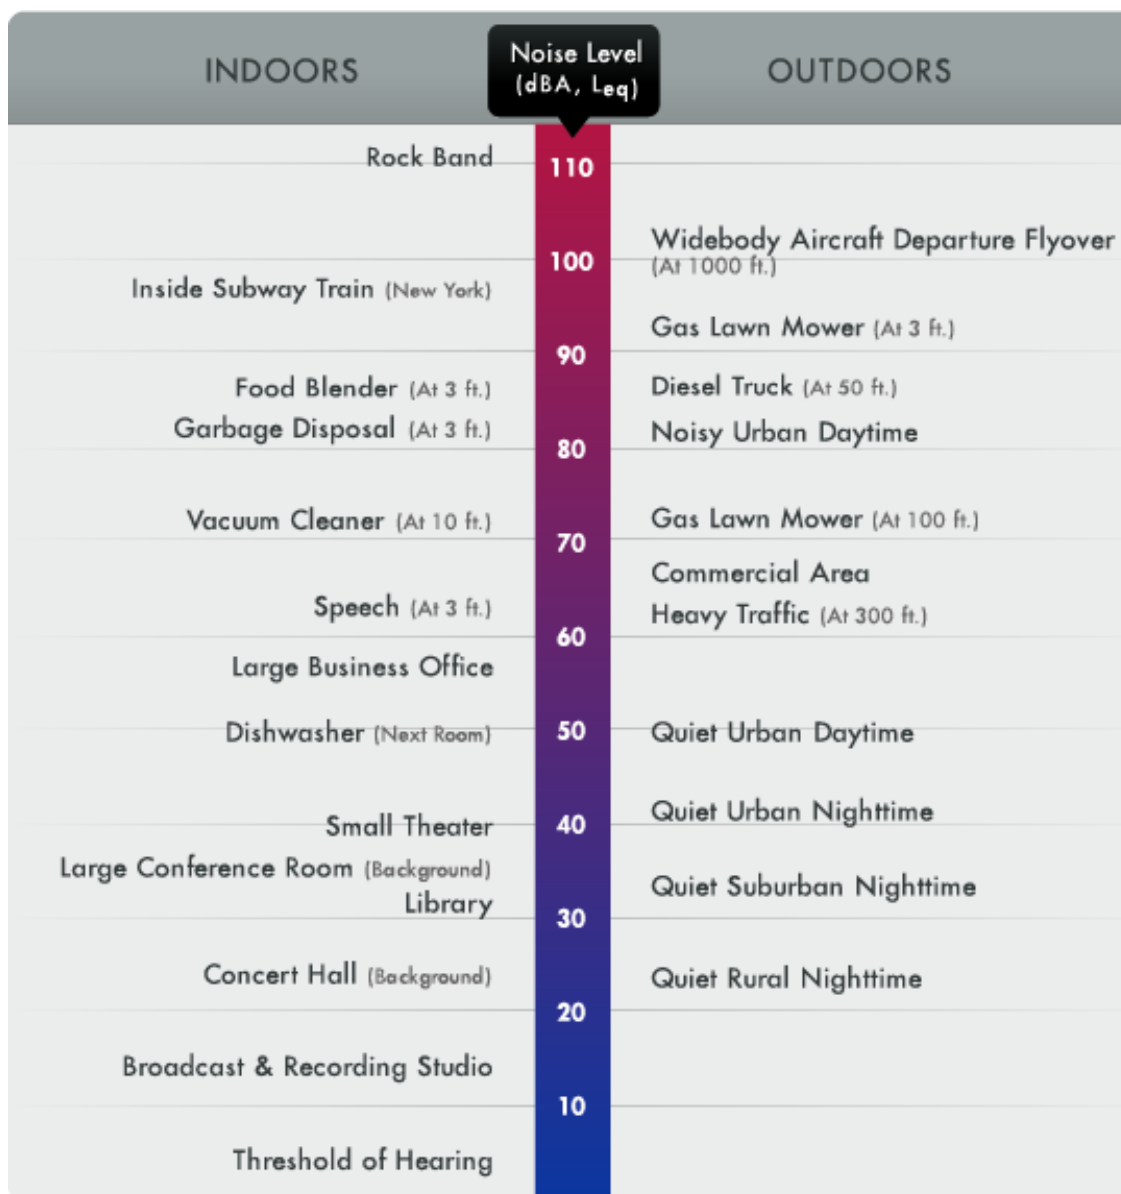 INDOORS
Noise Level
(dBA, Leq)
OUTDOORS
Rock Band
110
Widebody Aircraft Departure Flyover
(At 1000 ft.)
100
Inside Subway Train (New York)
Gas Lawn Mower (At 3 ft.)
90
Food Blender (At 3 ft.)
Diesel Truck (At 50 ft.)
Garbage Disposal (At 3 ft.)
Noisy Urban Daytime
80
Vacuum Cleaner (At 10 ft.)
Gas Lawn Mower (At 100 ft.)
70
Commercial Area
Speech (At 3 ft.)
Heavy Traffic (At 300 ft.)
60
Large Business Office
Dishwasher (Next Room)
50
Quiet Urban Daytime
Quiet Urban Nighttime
Small Theater
40
Large Conference Room (Background)
Quiet Suburban Nighttime
Library
30
Concert Hall (Background)
Quiet Rural Nighttime
20
Broadcast & Recording Studio
10
Threshold of Hearing